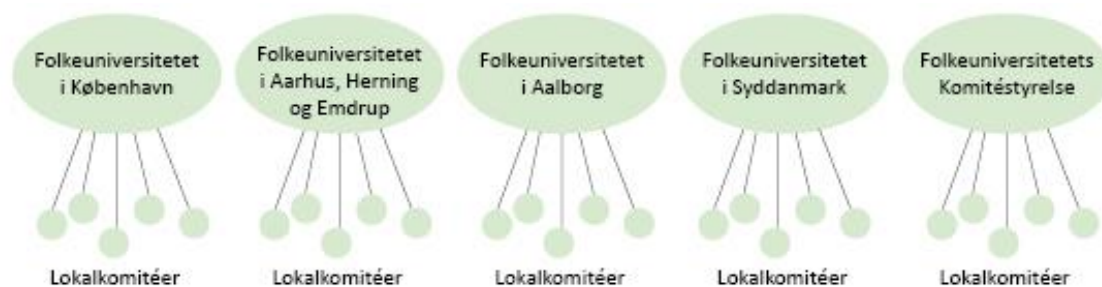 Folkeuniversitetet
i København
Folkeuniversitetet
i Aarhus, Herning
og Emdrup
Folkeuniversitetet
i Aalborg
Folkeuniversitetet
i Syddanmark
Folkeuniversitetets
Komitéstyrelse
Lokalkomitéer
Lokalkomitéer
Lokalkomitéer
Lokalkomitéer
Lokalkomitéer